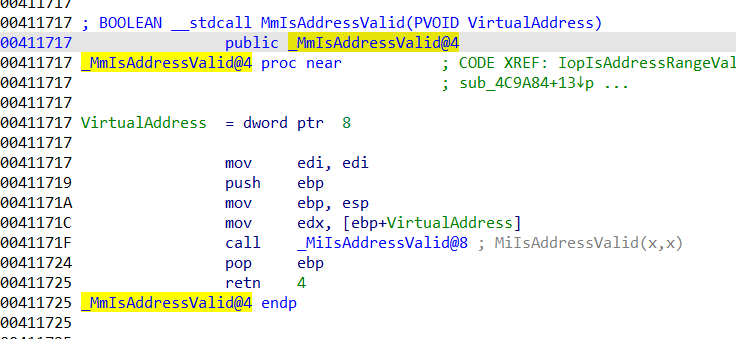 00411717
00411717 ; BOOLEAN __stdcall MmIsAddressValid(PVOID VirtualAddress)
00411717 public _MmIsAddressValid@4
00411717 _MmIsAddressValid@4 proc near ; CODE XREF: IopIsAddressRangeVal
00411717 ; sub_4C9A84+13↓p ...
00411717
00411717 VirtualAddress = dword ptr 8
00411717
00411717 mov edi, edi
00411719 push ebp
0041171A mov ebp, esp
0041171C mov edx, [ebp+VirtualAddress]
0041171F call _MiIsAddressValid@8 ; MiIsAddressValid(x,x)
00411724 pop ebp
00411725 retn 4
00411725 _MmIsAddressValid@4 endp
00411725